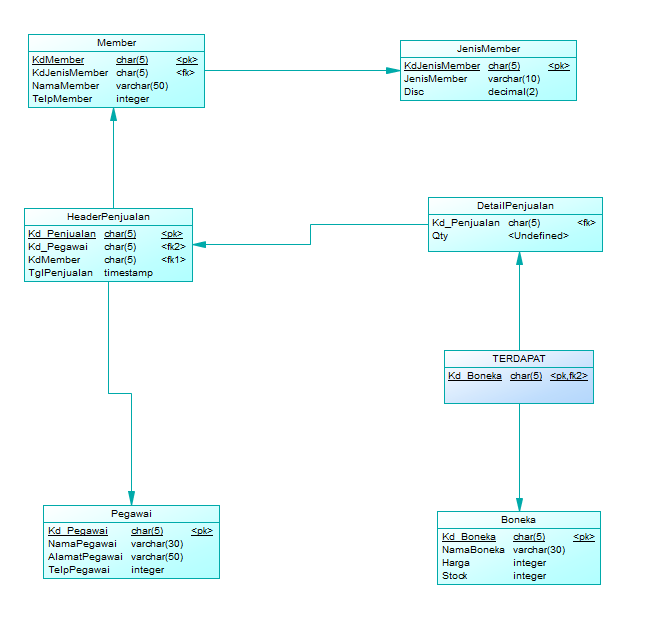 Member
KdMember char(5) <pk>
KdJenisMember char(5) <fk>
NamaMember varchar(50)
TelpMember integer
JenisMember
KdJenisMember char(5) <pk>
JenisMember varchar(10)
Disc decimal(2)
HeaderPenjualan
Kd_Penjualan char(5) <pk>
Kd_Pegawai char(5) <fk2>
KdMember char(5) <fk1>
TglPenjualan timestamp
DetailPenjualan
Kd_Penjualan char(5) <fk>
Qty <Undefined>
TERDAPAT
Kd_Boneka char(5) <pk,fk2>
Pegawai
Kd_Pegawai char(5) <pk>
NamaPegawai varchar(30)
AlamatPegawai varchar(50)
TelpPegawai integer
Boneka
Kd_Boneka char(5) <pk>
NamaBoneka varchar(30)
Harga integer
Stock integer